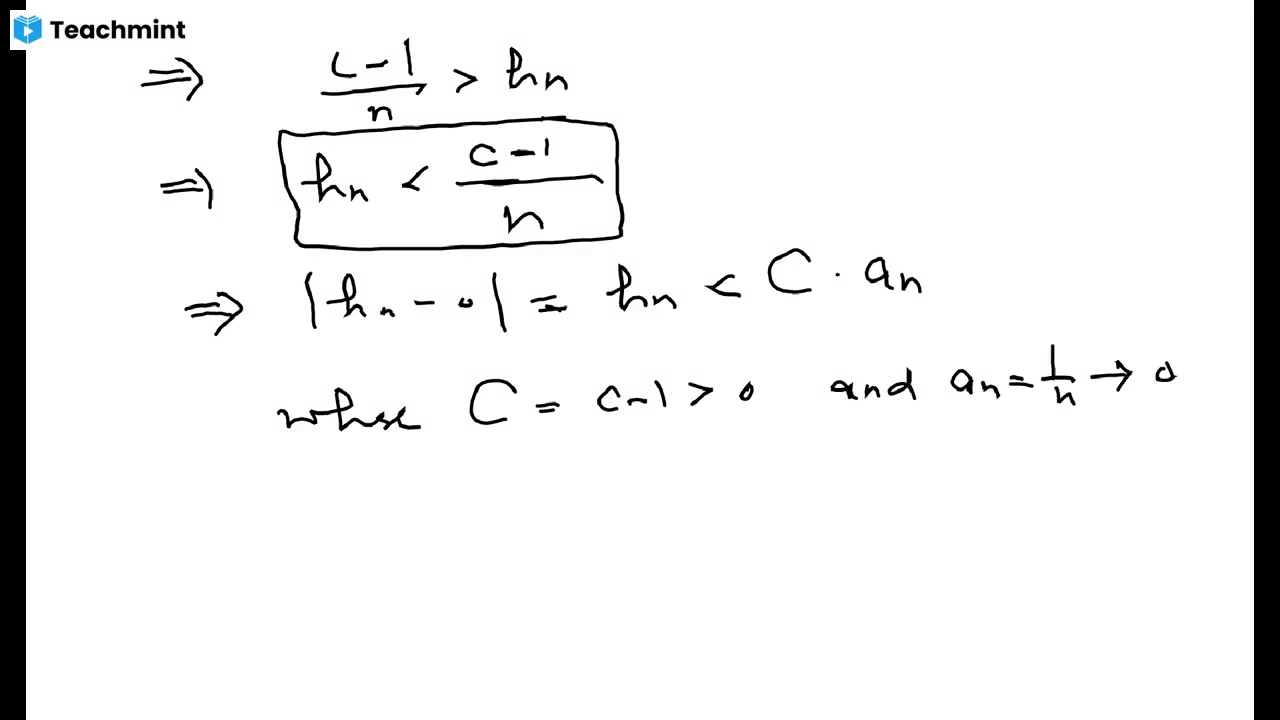 Teachmint
⇒ (c-1)/n > hn
⇒ hn < (c-1)/n
⇒ |hn - 0| = hn < C · an
where C = c-1 > 0 and an = 1/n → 0